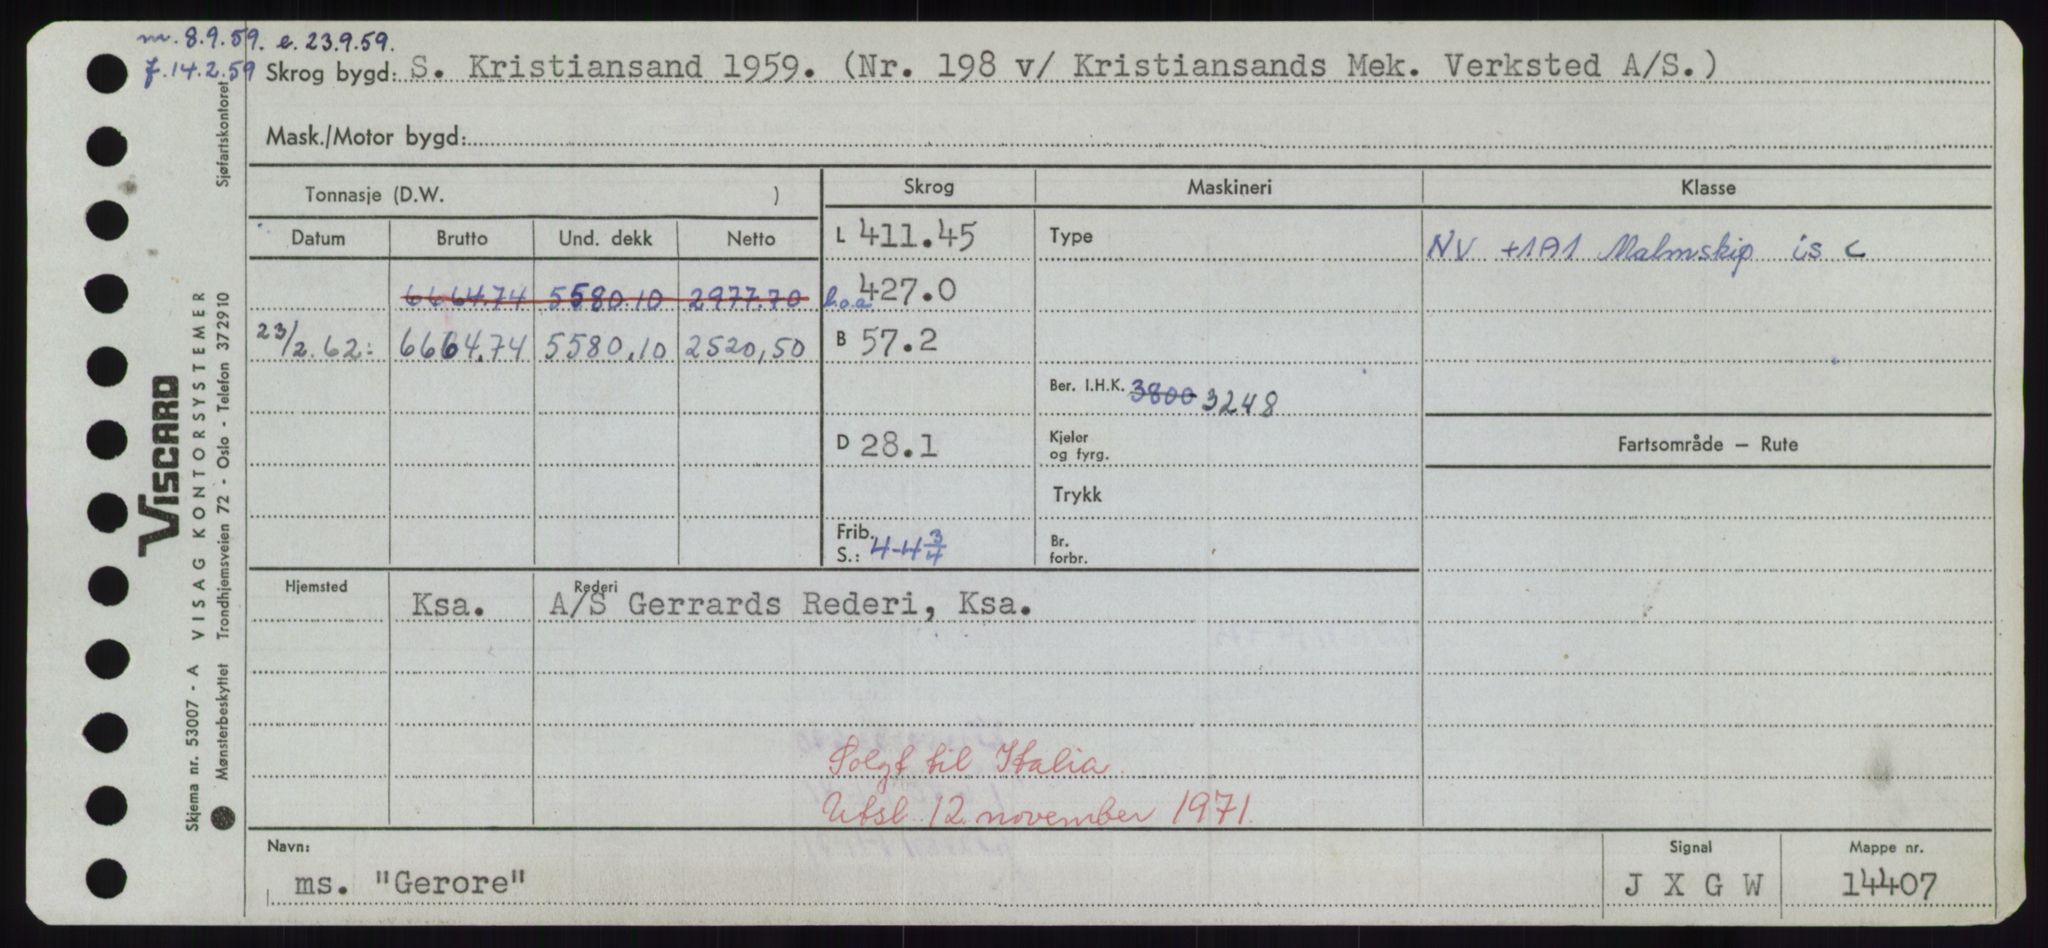 m. 8.9.59. e. 23.9.59.
f. 14.2.59
Skrog bygd: S. Kristiansand 1959. (Nr. 198 v/ Kristiansands Mek. Verksted A/S.)
Mask./Motor bygd:
Tonnasje (D.W. )
Skrog Maskineri Klasse
Datum Brutto Und. dekk Netto
L 411.45 Type NV +1A1 Malmskip is C
6664.74 5580.10 2977.70 l.o.a 427.0
23/2.62: 6664.74 5580.10 2520,50 B 57.2
Ber. I.H.K. 3800 3248
D 28.1 Kjeler og fyrg. Fartsområde — Rute
Trykk
Frib. S.: 4-4 3/4 Br. forbr.
Hjemsted Rederi
Ksa. A/S Gerrards Rederi, Ksa.
Solgt til Italia.
Utsl. 12. november 1971.
Navn: Signal Mappe nr.
ms. "Gerore" J X G W 14407
Skjema nr. 53007 - A VISAG KONTORSYSTEMER
VISCARD
Mønsterbeskyttet Trondhjemsveien 72 - Oslo - Telefon 372910
Sjøfartskontoret